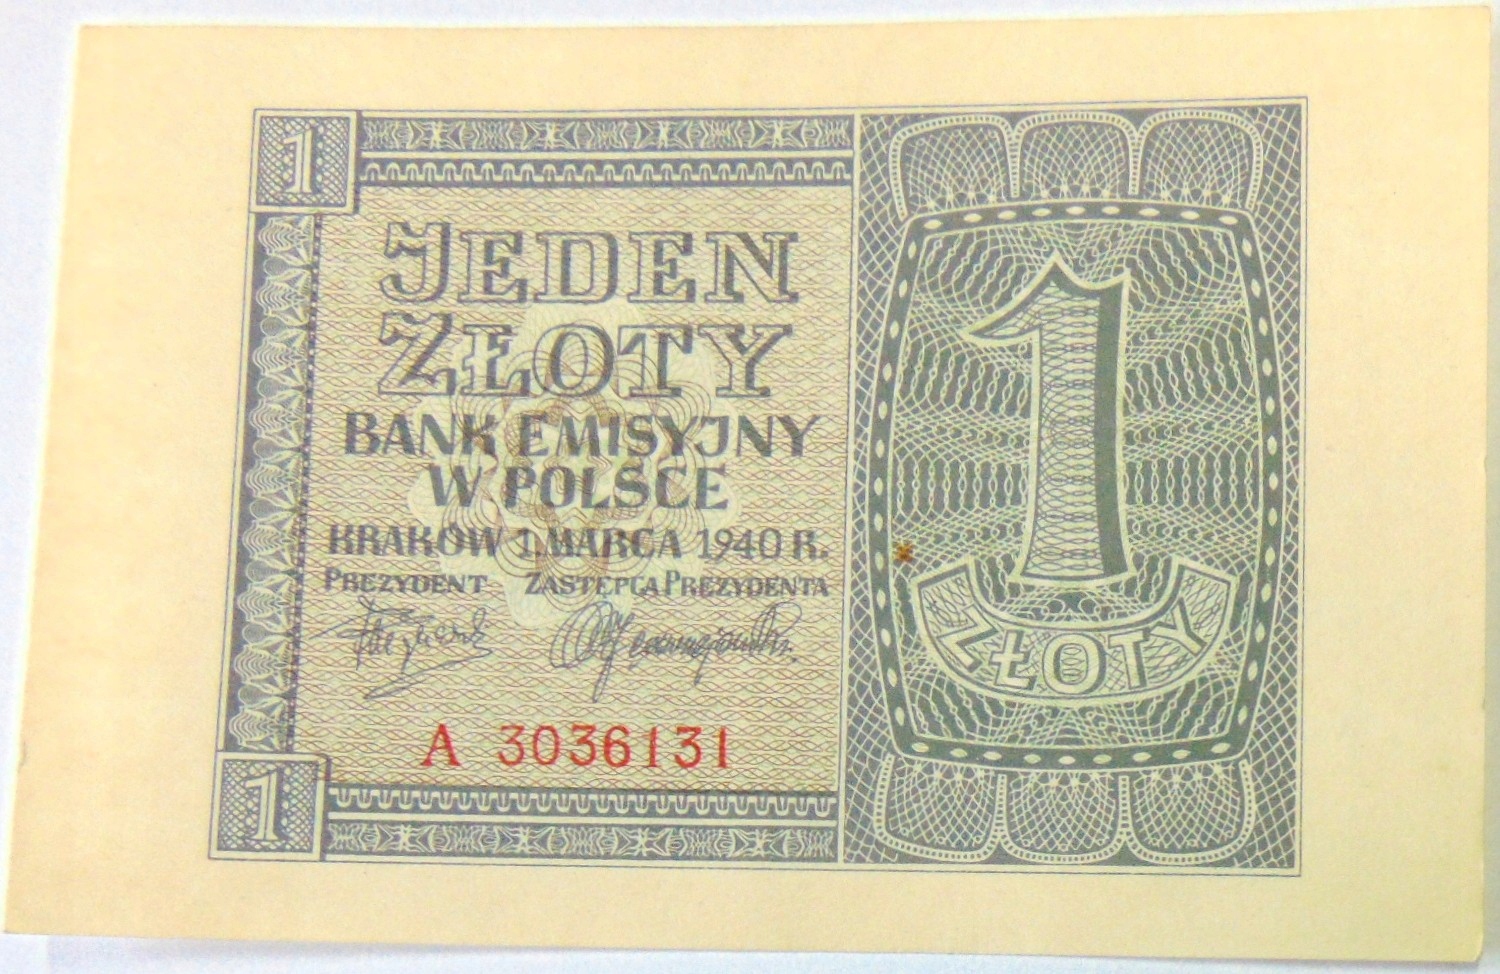 1
JEDEN
ZŁOTY
BANK EMISYJNY
W POLSCE
KRAKÓW 1. MARCA 1940 R.
PREZYDENT ZASTĘPCA PREZYDENTA
A 3036131
1
1
ZŁOTY